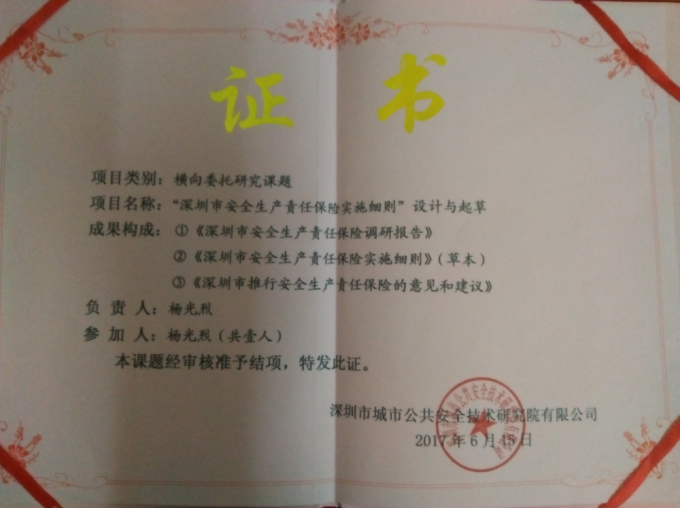 证书
项目类别：横向委托研究课题
项目名称：“深圳市安全生产责任保险实施细则”设计与起草
成果构成：①《深圳市安全生产责任保险调研报告》
②《深圳市安全生产责任保险实施细则》（草本）
③《深圳市推行安全生产责任保险的意见和建议》
负责人：杨光烈
参加人：杨光烈（共壹人）
本课题经审核准予结项，特发此证。
深圳市城市公共安全技术研究院有限公司
2017年6月15日